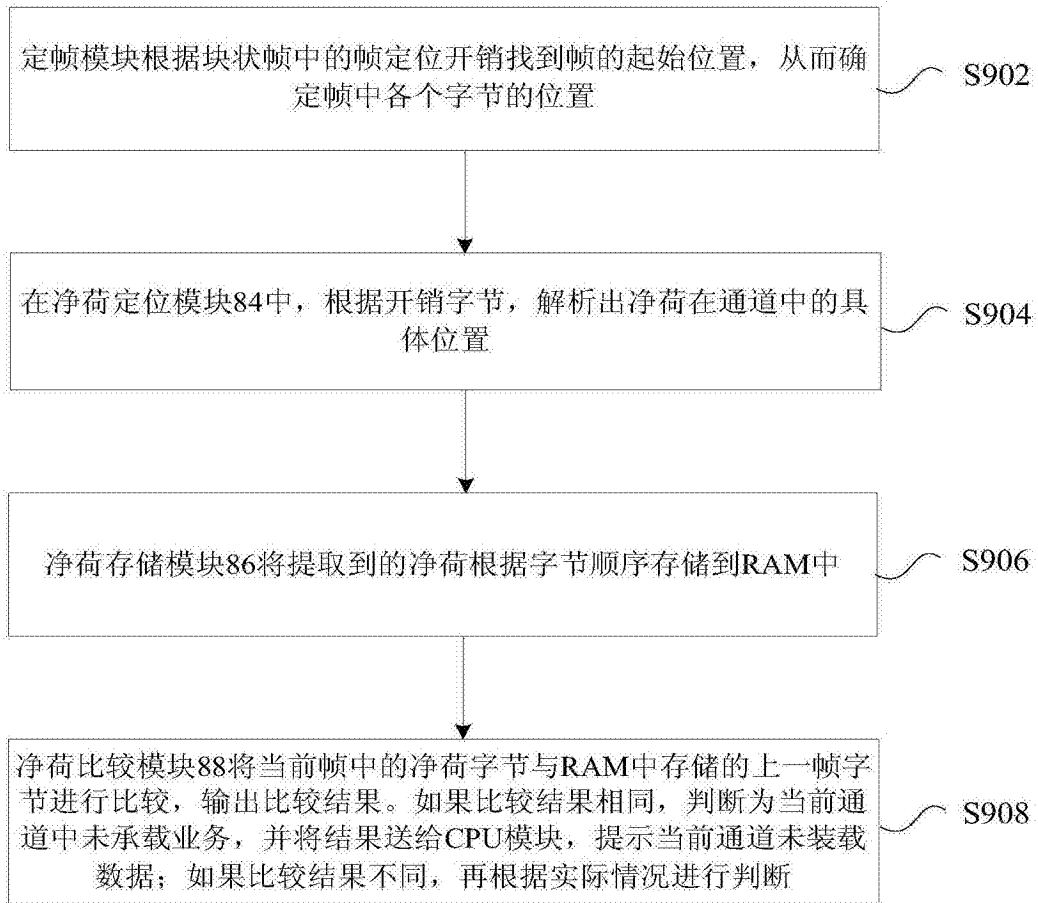 定帧模块根据块状帧中的帧定位开销找到帧的起始位置，从而确
定帧中各个字节的位置
S902
在净荷定位模块84中，根据开销字节，解析出净荷在通道中的具
体位置
S904
净荷存储模块86将提取到的净荷根据字节顺序存储到RAM中
S906
净荷比较模块88将当前帧中的净荷字节与RAM中存储的上一帧字
节进行比较，输出比较结果。如果比较结果相同，判断为当前通
道中未承载业务，并将结果送给CPU模块，提示当前通道未装载
数据；如果比较结果不同，再根据实际情况进行判断
S908